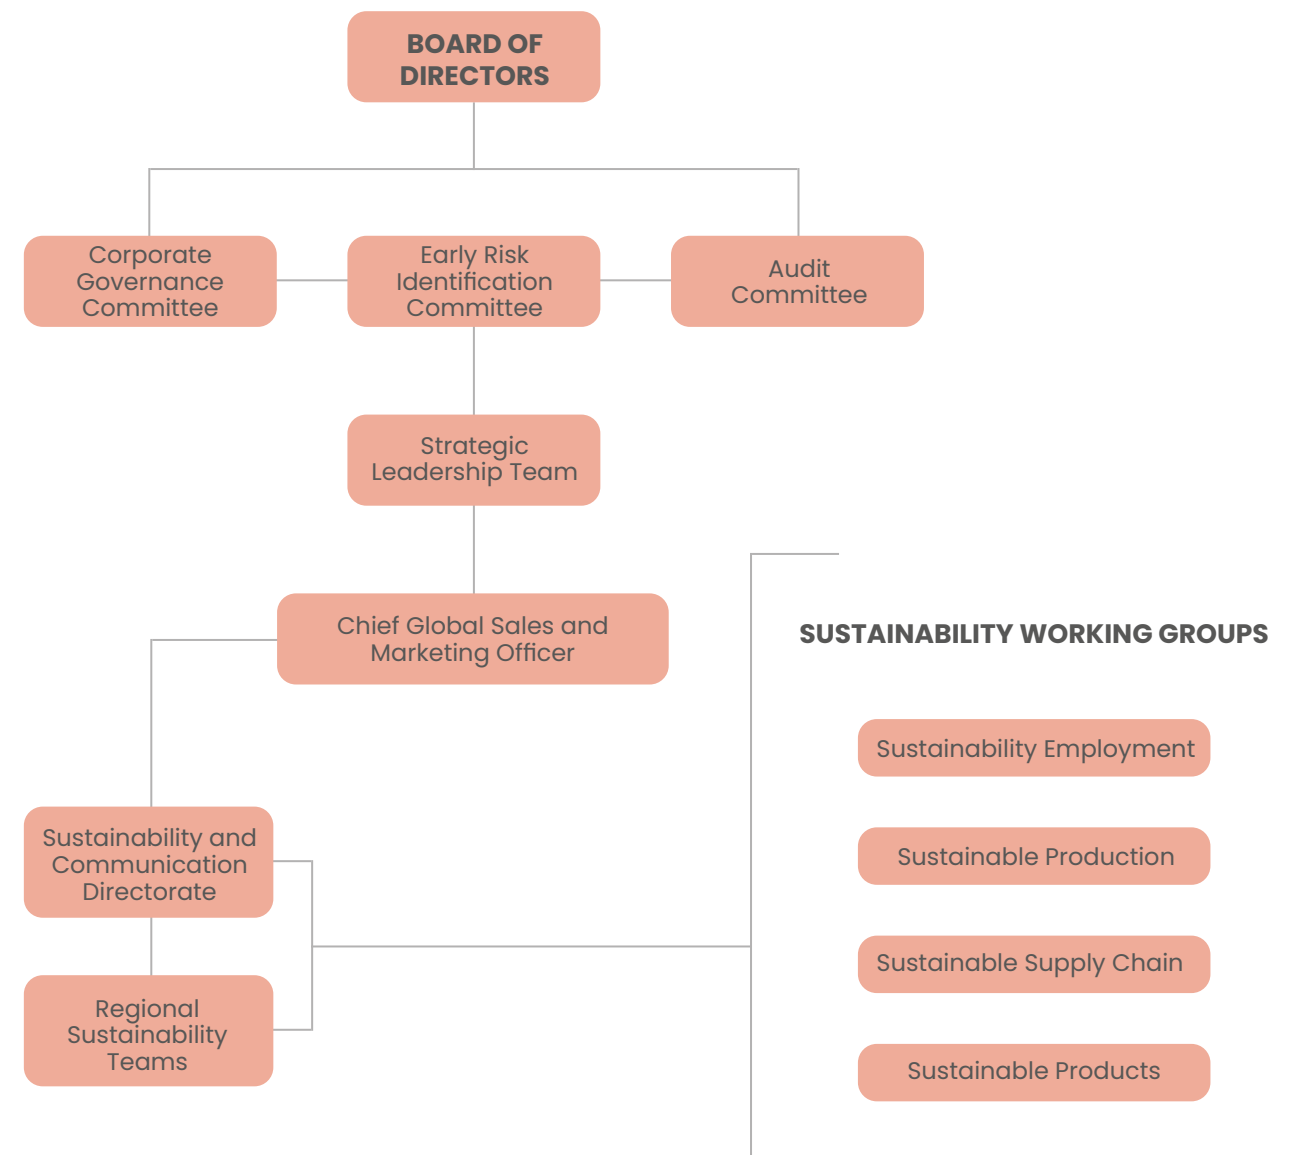 BOARD OF
DIRECTORS
Corporate
Governance
Committee
Early Risk
Identification
Committee
Audit
Committee
Strategic
Leadership Team
Chief Global Sales and
Marketing Officer
Sustainability and
Communication
Directorate
Regional
Sustainability
Teams
SUSTAINABILITY WORKING GROUPS
Sustainability Employment
Sustainable Production
Sustainable Supply Chain
Sustainable Products